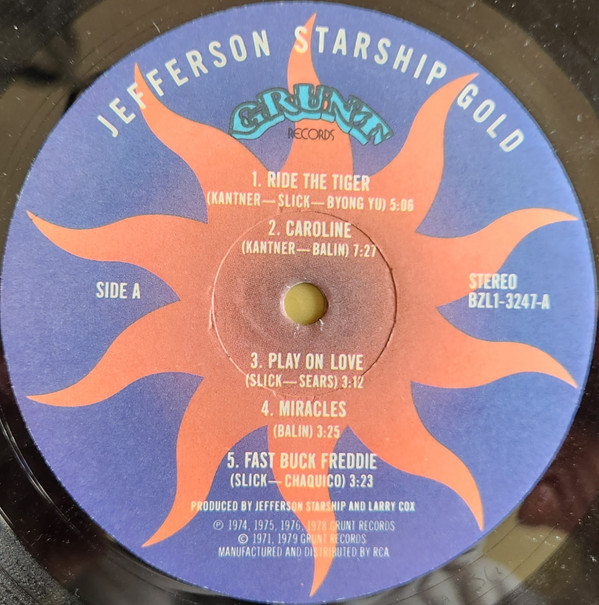 JEFFERSON STARSHIP GOLD
GRUNT
RECORDS
1. RIDE THE TIGER
(KANTNER—SLICK—BYONG YU) 5:06
2. CAROLINE
(KANTNER—BALIN) 7:27
SIDE A
STEREO
BZL1-3247-A
3. PLAY ON LOVE
(SLICK—SEARS) 3:12
4. MIRACLES
(BALIN) 3:25
5. FAST BUCK FREDDIE
(SLICK—CHAQUICO) 3:23
PRODUCED BY JEFFERSON STARSHIP AND LARRY COX
℗ 1974, 1975, 1976, 1978 GRUNT RECORDS
© 1971, 1979 GRUNT RECORDS
MANUFACTURED AND DISTRIBUTED BY RCA